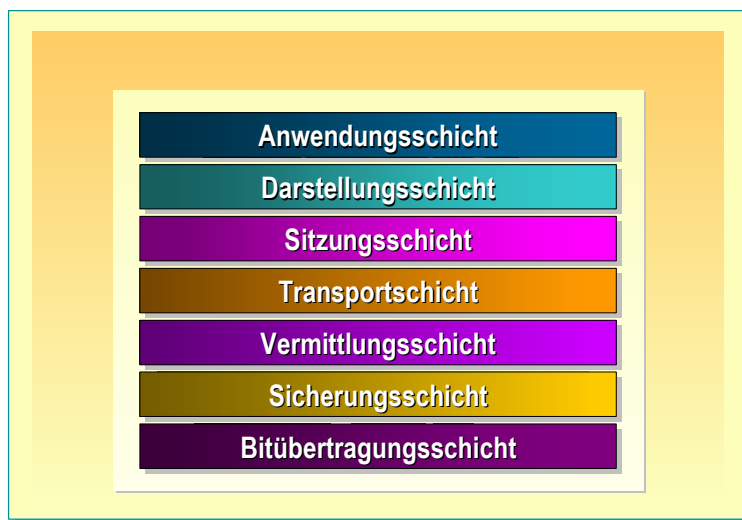 Anwendungsschicht
Darstellungsschicht
Sitzungsschicht
Transportschicht
Vermittlungsschicht
Sicherungsschicht
Bitübertragungsschicht